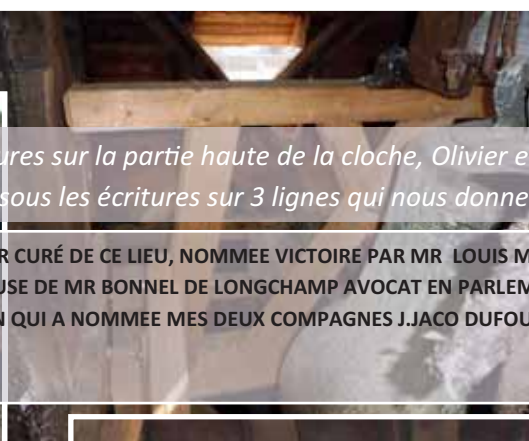 ures sur la partie haute de la cloche, Olivier e
sous les écritures sur 3 lignes qui nous donne
R CURÉ DE CE LIEU, NOMMEE VICTOIRE PAR MR LOUIS M
USE DE MR BONNEL DE LONGCHAMP AVOCAT EN PARLEM
N QUI A NOMMEE MES DEUX COMPAGNES J.JACO DUFOU